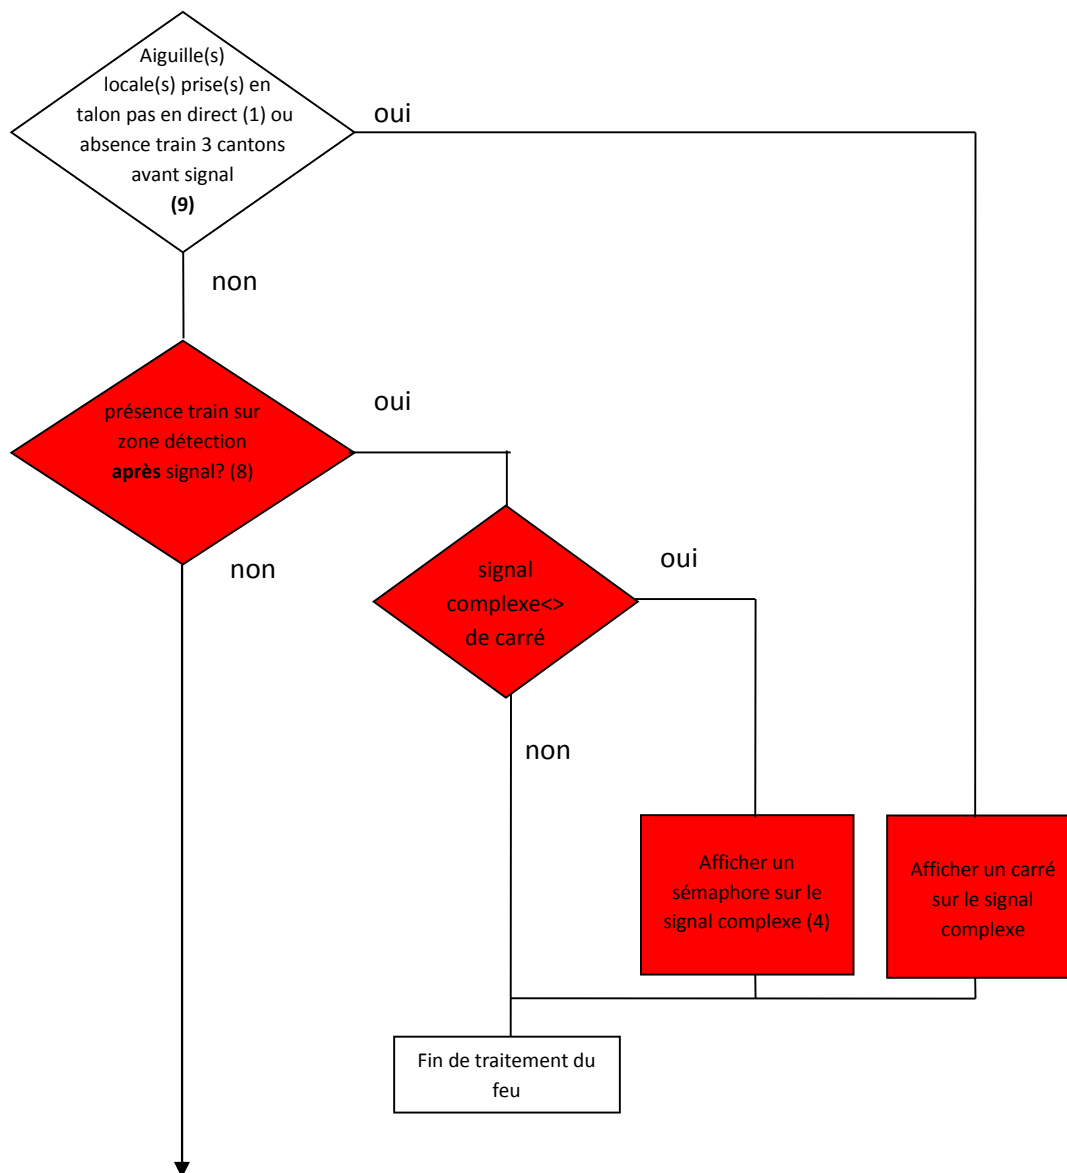 Aiguille(s)
locale(s) prise(s) en
talon pas en direct (1) ou
absence train 3 cantons
avant signal
(9)
oui
non
présence train sur
zone détection
après signal? (8)
oui
non
signal
complexe<>
de carré
oui
non
Afficher un
sémaphore sur le
signal complexe (4)
Afficher un carré
sur le signal
complexe
Fin de traitement du
feu